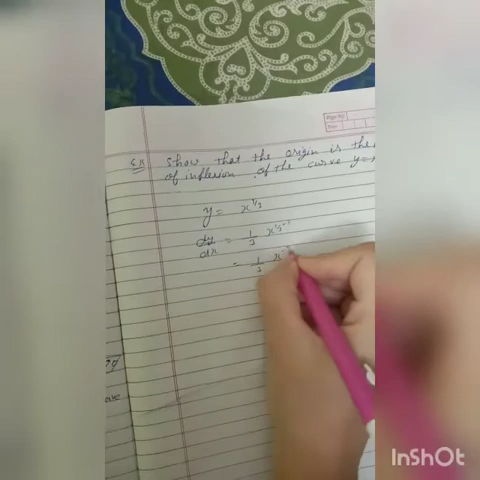 Show that the origin is the
of inflexion of the curve y=
y = x^1/3
dy/dx = 1/3 x^1/3-1
= 1/3 x
InShOt